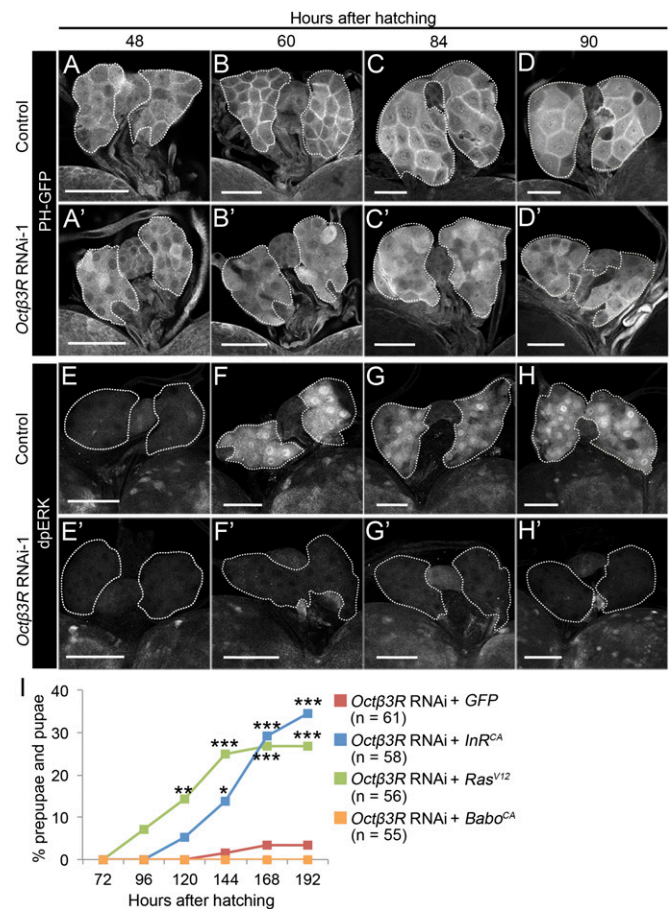 Hours after hatching
48 60 84 90
A B C D
Control
A' B' C' D'
Octβ3R RNAi-1
PH-GFP
E F G H
Control
E' F' G' H'
Octβ3R RNAi-1
dpERK
I
% prepupae and pupae
40
30
20
10
0
72 96 120 144 168 192
Hours after hatching
** *** * *** *** *** ***
Octβ3R RNAi + GFP
(n = 61)
Octβ3R RNAi + InR^CA
(n = 58)
Octβ3R RNAi + Ras^V12
(n = 56)
Octβ3R RNAi + Babo^CA
(n = 55)